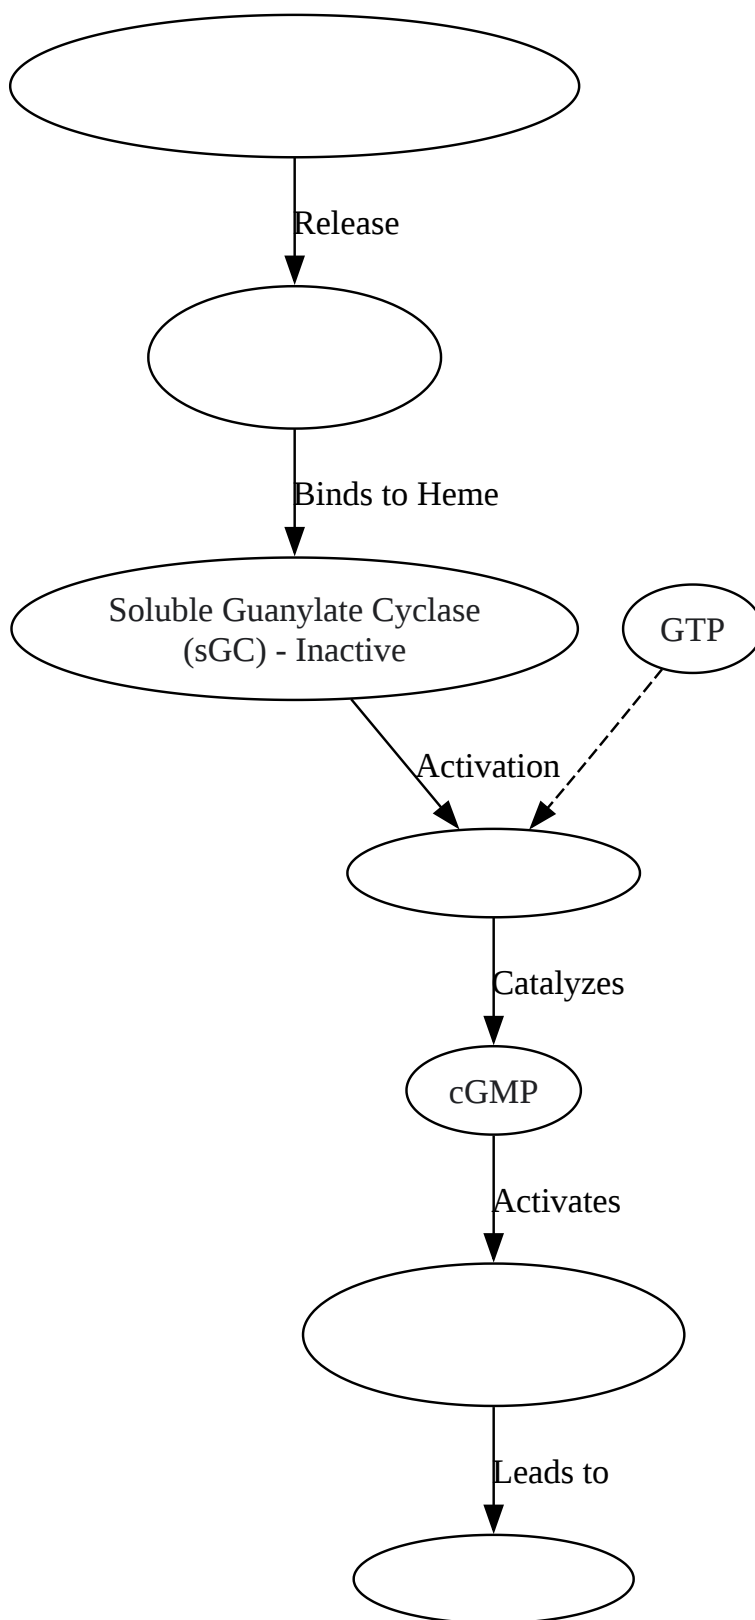 Release
Binds to Heme
Soluble Guanylate Cyclase
(sGC) - Inactive
GTP
Activation
Catalyzes
cGMP
Activates
Leads to